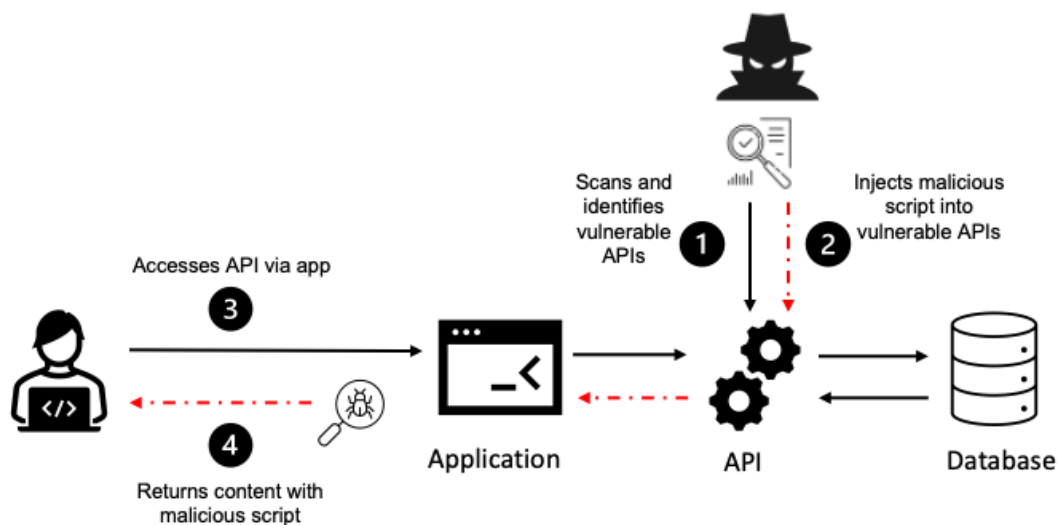 Scans and
identifies
vulnerable
APIs
1
2
Injects malicious
script into
vulnerable APIs
Accesses API via app
3
</>
4
Returns content with
malicious script
Application
API
Database